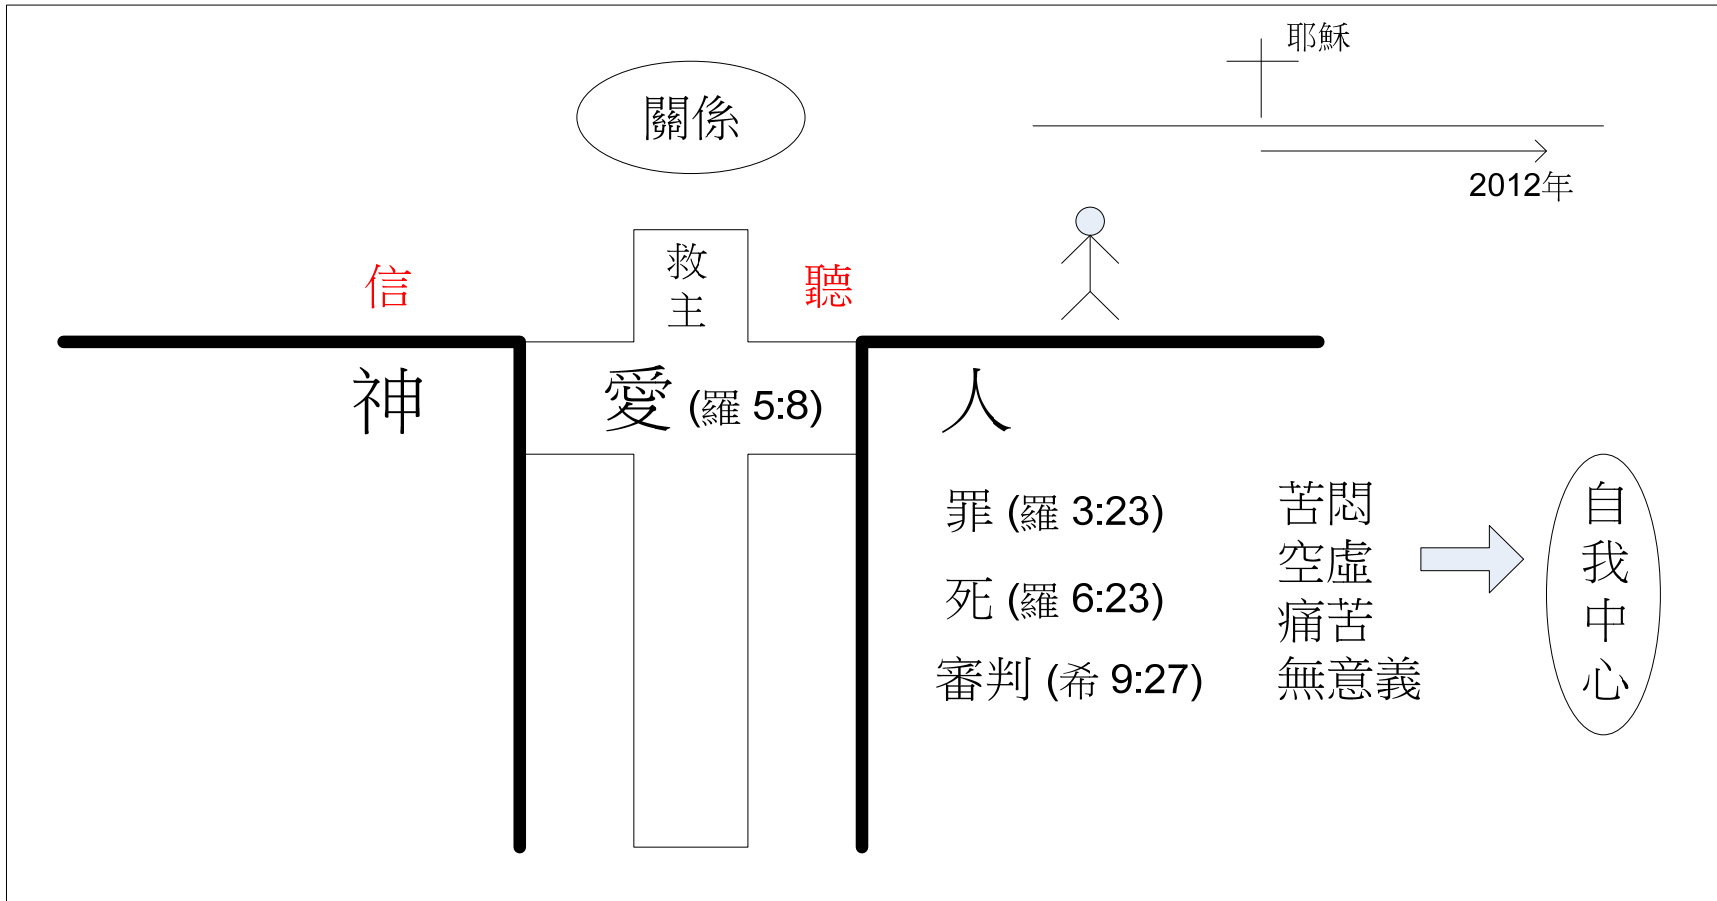 耶穌
關係
2012年
救
主
信
聽
神
愛 (羅 5:8)
人
罪 (羅 3:23)
死 (羅 6:23)
審判 (希 9:27)
苦悶
空虛
痛苦
無意義
自
我
中
心